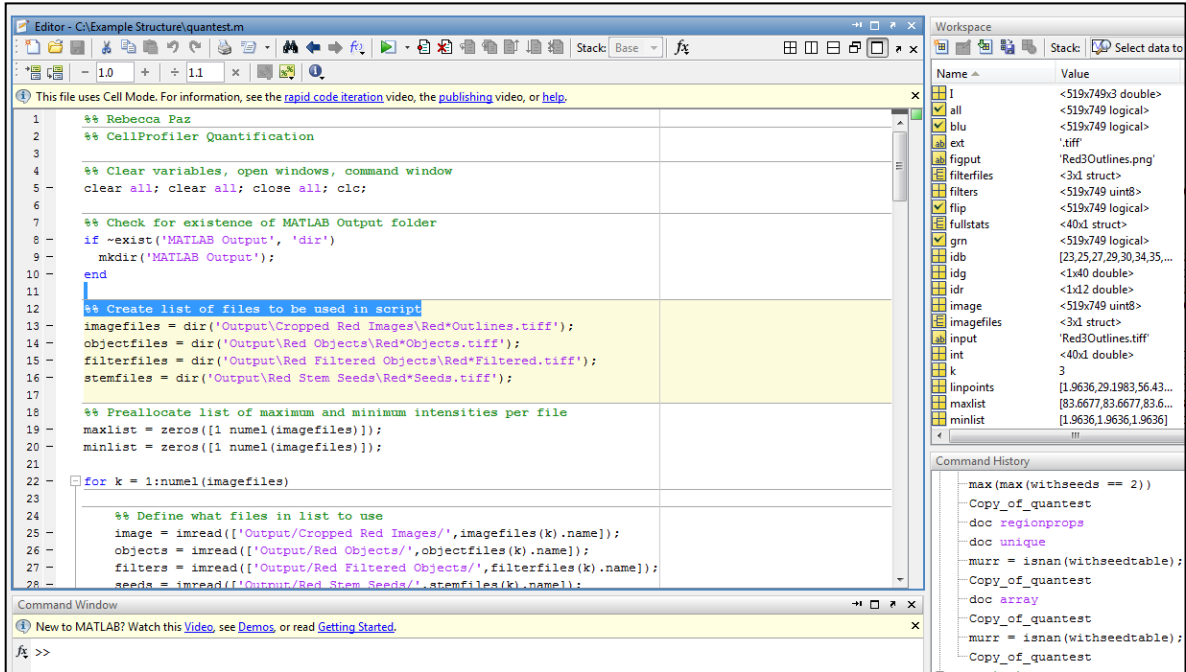 Editor - C:\Example Structure\quantest.m
Stack: Base
fx
- 1.0 + ÷ 1.1 ×
This file uses Cell Mode. For information, see the rapid code iteration video, the publishing video, or help.
1 %% Rebecca Paz
2 %% CellProfiler Quantification
3
4 %% Clear variables, open windows, command window
5 - clear all; clear all; close all; clc;
6
7 %% Check for existence of MATLAB Output folder
8 - if ~exist('MATLAB Output', 'dir')
9 - mkdir('MATLAB Output');
10 - end
11
12 %% Create list of files to be used in script
13 - imagefiles = dir('Output\Cropped Red Images\Red*Outlines.tiff');
14 - objectfiles = dir('Output\Red Objects\Red*Objects.tiff');
15 - filterfiles = dir('Output\Red Filtered Objects\Red*Filtered.tiff');
16 - stemfiles = dir('Output\Red Stem Seeds\Red*Seeds.tiff');
17
18 %% Preallocate list of maximum and minimum intensities per file
19 - maxlist = zeros([1 numel(imagefiles)]);
20 - minlist = zeros([1 numel(imagefiles)]);
21
22 - for k = 1:numel(imagefiles)
23
24 %% Define what files in list to use
25 - image = imread(['Output/Cropped Red Images/',imagefiles(k).name]);
26 - objects = imread(['Output/Red Objects/',objectfiles(k).name]);
27 - filters = imread(['Output/Red Filtered Objects/',filterfiles(k).name]);
28 - seeds = imread(['Output/Red Stem Seeds/',stemfiles(k).name]);
Command Window
New to MATLAB? Watch this Video, see Demos, or read Getting Started.
fx >>
Workspace
Stack: Select data to
Name Value
I <519x749x3 double>
all <519x749 logical>
blu <519x749 logical>
ext '.tiff'
figput 'Red3Outlines.png'
filterfiles <3x1 struct>
filters <519x749 uint8>
flip <519x749 logical>
fullstats <40x1 struct>
grn <519x749 logical>
idb [23,25,27,29,30,34,35,...
idg <1x40 double>
idr <1x12 double>
image <519x749 uint8>
imagefiles <3x1 struct>
input 'Red3Outlines.tiff'
int <40x1 double>
k 3
linpoints [1.9636,29.1983,56.43...
maxlist [83.6677,83.6677,83.6...
minlist [1.9636,1.9636,1.9636]
Command History
max(max(withseeds == 2))
Copy_of_quantest
doc regionprops
doc unique
murr = isnan(withseedtable);
Copy_of_quantest
doc array
Copy_of_quantest
murr = isnan(withseedtable);
Copy_of_quantest